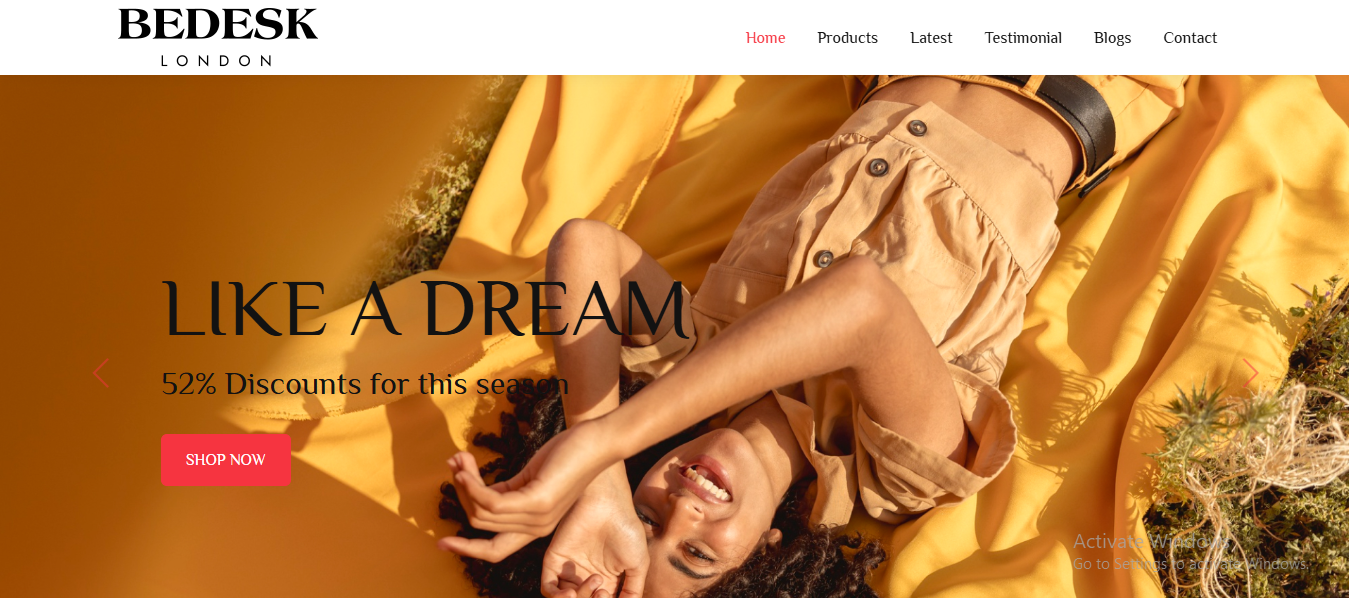 BEDESK
LONDON
Home Products Latest Testimonial Blogs Contact
LIKE A DREAM
52% Discounts for this season
SHOP NOW
Activate Windows
Go to Settings to activate Windows.